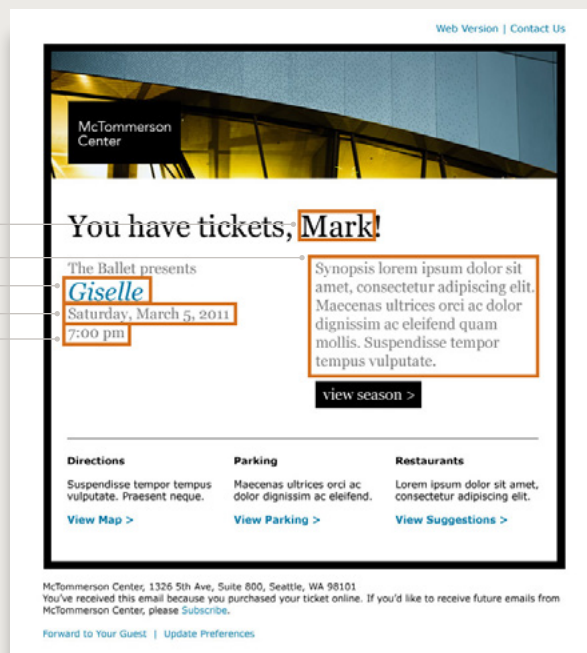 Web Version | Contact Us
McTommerson
Center
You have tickets, Mark!
The Ballet presents
Giselle
Saturday, March 5, 2011
7:00 pm
Synopsis lorem ipsum dolor sit
amet, consectetur adipiscing elit.
Maecenas ultrices orci ac dolor
dignissim ac eleifend quam
mollis. Suspendisse tempor
tempus vulputate.
view season >
Directions
Suspendisse tempor tempus
vulputate. Praesent neque.
View Map >
Parking
Maecenas ultrices orci ac
dolor dignissim ac eleifend.
View Parking >
Restaurants
Lorem ipsum dolor sit amet,
consectetur adipiscing elit.
View Suggestions >
McTommerson Center, 1326 5th Ave, Suite 800, Seattle, WA 98101
You've received this email because you purchased your ticket online. If you'd like to receive future emails from
McTommerson Center, please Subscribe.
Forward to Your Guest | Update Preferences